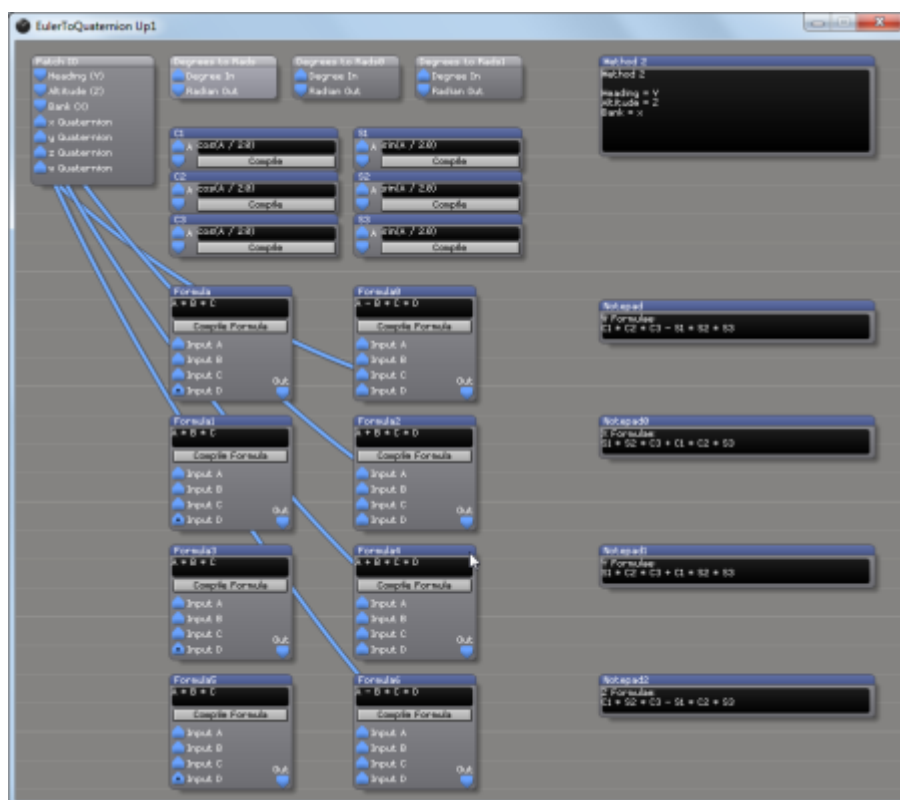 EulerToQuaternion Up1
Patch IO
Heading (Y)
Altitude (Z)
Bank (X)
x Quaternion
y Quaternion
z Quaternion
w Quaternion
Degrees to Rads
Degree In
Radian Out
Degrees to Rads0
Degree In
Radian Out
Degrees to Rads1
Degree In
Radian Out
Method 2
Method 2
Heading = Y
Altitude = Z
Bank = x
C1
A cos(A / 2.0)
Compile
S1
A sin(A / 2.0)
Compile
C2
A cos(A / 2.0)
Compile
S2
A sin(A / 2.0)
Compile
C3
A cos(A / 2.0)
Compile
S3
A sin(A / 2.0)
Compile
Formula
A * B * C
Compile Formula
Input A
Input B
Input C
Input D
Out
Formula0
A - B * C * D
Compile Formula
Input A
Input B
Input C
Input D
Out
Notepad
W Formulae
C1 * C2 * C3 - S1 * S2 * S3
Formula1
A * B * C
Compile Formula
Input A
Input B
Input C
Input D
Out
Formula2
A + B * C * D
Compile Formula
Input A
Input B
Input C
Input D
Out
Notepad0
X Formulae
S1 * S2 * C3 + C1 * C2 * S3
Formula3
A * B * C
Compile Formula
Input A
Input B
Input C
Input D
Out
Formula4
A + B * C * D
Compile Formula
Input A
Input B
Input C
Input D
Out
Notepad1
Y Formulae
S1 * C2 * C3 + C1 * S2 * S3
Formula5
A * B * C
Compile Formula
Input A
Input B
Input C
Input D
Out
Formula6
A - B * C * D
Compile Formula
Input A
Input B
Input C
Input D
Out
Notepad2
Z Formulae
C1 * S2 * C3 - S1 * C2 * S3